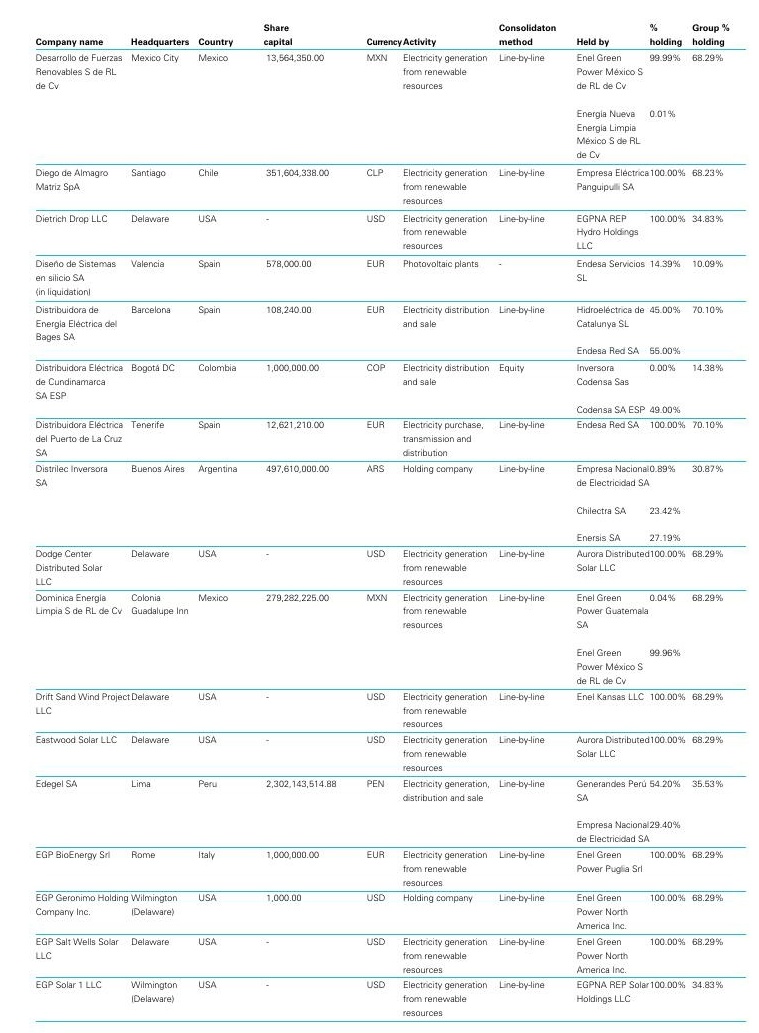 Share Consolidaton % Group %
Company name Headquarters Country capital Currency Activity method Held by holding holding
Desarrollo de Fuerzas Mexico City Mexico 13,564,350.00 MXN Electricity generation Line-by-line Enel Green 99.99% 68.29%
Renovables S de RL from renewable Power México S
de Cv resources de RL de Cv
Energia Nueva 0.01%
Energia Limpia
México S de RL
de Cv
Diego de Almagro Santiago Chile 351,604,338.00 CLP Electricity generation Line-by-line Empresa Eléctrica 100.00% 68.23%
Matriz SpA from renewable Panguipulli SA
resources
Dietrich Drop LLC Delaware USA - USD Electricity generation Line-by-line EGPNA REP 100.00% 34.83%
from renewable Hydro Holdings
resources LLC
Diseño de Sistemas Valencia Spain 578,000.00 EUR Photovoltaic plants - Endesa Servicios 14.39% 10.09%
en silicio SA SL
(in liquidation)
Distribuidora de Barcelona Spain 108,240.00 EUR Electricity distribution Line-by-line Hidroeléctrica de 45.00% 70.10%
Energía Eléctrica del and sale Catalunya SL
Bages SA
Endesa Red SA 55.00%
Distribuidora Eléctrica Bogotá DC Colombia 1,000,000.00 COP Electricity distribution Equity Inversora 0.00% 14.38%
de Cundinamarca and sale Codensa Sas
SA ESP
Codensa SA ESP 49.00%
Distribuidora Eléctrica Tenerife Spain 12,621,210.00 EUR Electricity purchase, Line-by-line Endesa Red SA 100.00% 70.10%
del Puerto de La Cruz transmission and
SA distribution
Distrilec Inversora Buenos Aires Argentina 497,610,000.00 ARS Holding company Line-by-line Empresa Nacional 0.89% 30.87%
SA de Electricidad SA
Chilectra SA 23.42%
Enersis SA 27.19%
Dodge Center Delaware USA - USD Electricity generation Line-by-line Aurora Distributed 100.00% 68.29%
Distributed Solar from renewable Solar LLC
LLC resources
Dominica Energía Colonia Mexico 279,282,225.00 MXN Electricity generation Line-by-line Enel Green 0.04% 68.29%
Limpia S de RL de Cv Guadalupe Inn from renewable Power Guatemala
resources SA
Enel Green 99.96%
Power México S
de RL de Cv
Drift Sand Wind Project Delaware USA - USD Electricity generation Line-by-line Enel Kansas LLC 100.00% 68.29%
LLC from renewable
resources
Eastwood Solar LLC Delaware USA - USD Electricity generation Line-by-line Aurora Distributed 100.00% 68.29%
from renewable Solar LLC
resources
Edegel SA Lima Peru 2,302,143,514.88 PEN Electricity generation, Line-by-line Generandes Perú 54.20% 35.53%
distribution and sale SA
Empresa Nacional 29.40%
de Electricidad SA
EGP BioEnergy Srl Rome Italy 1,000,000.00 EUR Electricity generation Line-by-line Enel Green 100.00% 68.29%
from renewable Power Puglia Srl
resources
EGP Geronimo Holding Wilmington USA 1,000.00 USD Holding company Line-by-line Enel Green 100.00% 68.29%
Company Inc. (Delaware) Power North
America Inc.
EGP Salt Wells Solar Delaware USA - USD Electricity generation Line-by-line Enel Green 100.00% 68.29%
LLC from renewable Power North
resources America Inc.
EGP Solar 1 LLC Wilmington USA - USD Electricity generation Line-by-line EGPNA REP Solar 100.00% 34.83%
(Delaware) from renewable Holdings LLC
resources